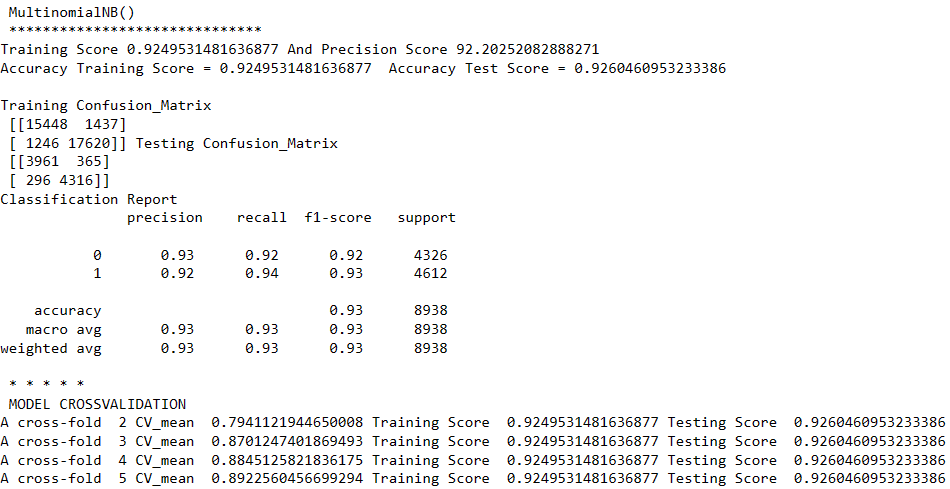 MultinomialNB()
******************************
Training Score 0.9249531481636877 And Precision Score 92.20252082888271
Accuracy Training Score = 0.9249531481636877  Accuracy Test Score = 0.9260460953233386
Training Confusion_Matrix
[[15448  1437]
[ 1246 17620]] Testing Confusion_Matrix
[[3961  365]
[ 296 4316]]
Classification Report
precision    recall  f1-score   support
0       0.93      0.92      0.92      4326
1       0.92      0.94      0.93      4612
accuracy                           0.93      8938
macro avg       0.93      0.93      0.93      8938
weighted avg       0.93      0.93      0.93      8938
* * * * *
MODEL CROSSVALIDATION
A cross-fold  2 CV_mean  0.7941121944650008 Training Score  0.9249531481636877 Testing Score  0.9260460953233386
A cross-fold  3 CV_mean  0.8701247401869493 Training Score  0.9249531481636877 Testing Score  0.9260460953233386
A cross-fold  4 CV_mean  0.8845125821836175 Training Score  0.9249531481636877 Testing Score  0.9260460953233386
A cross-fold  5 CV_mean  0.8922560456699294 Training Score  0.9249531481636877 Testing Score  0.9260460953233386